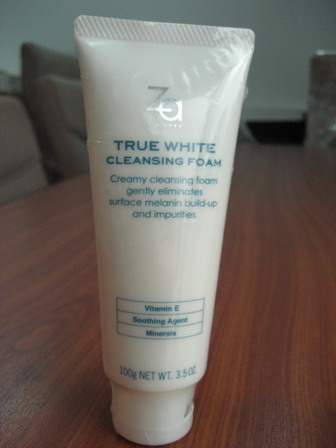 Za
TRUE WHITE
CLEANSING FOAM
Creamy cleansing foam
gently eliminates
surface melanin build-up
and impurities
Vitamin E
Soothing Agent
Minerals
100g NET WT. 3.5OZ.